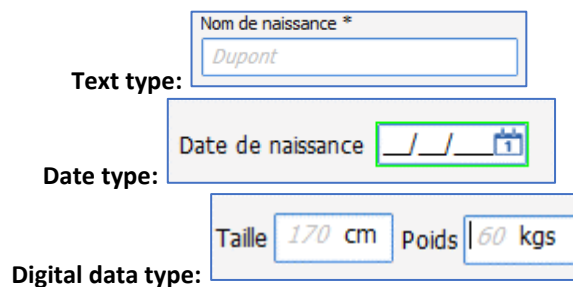 Nom de naissance *
Dupont
Text type:
Date de naissance __/__/____ 1
Date type:
Taille 170 cm Poids 60 kgs
Digital data type: